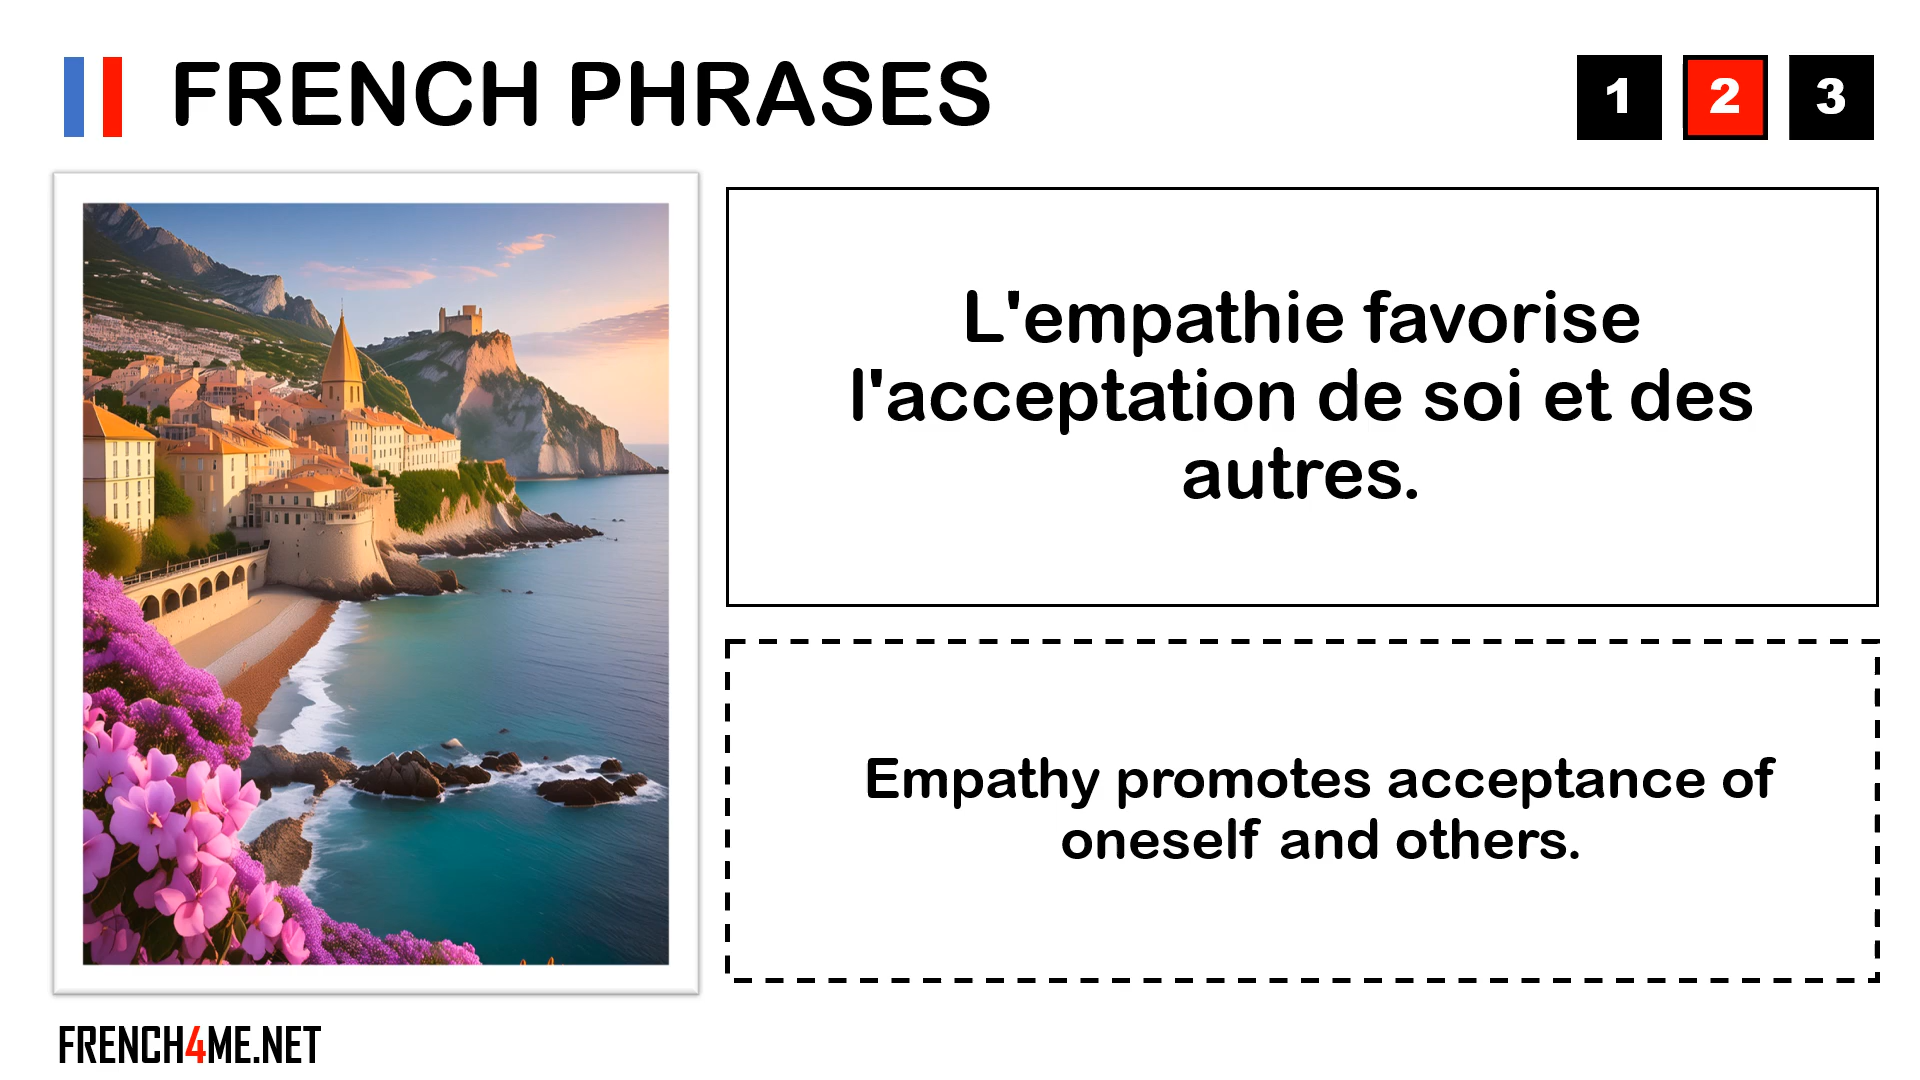 FRENCH PHRASES
1 2 3
L'empathie favorise
l'acceptation de soi et des
autres.
Empathy promotes acceptance of
oneself and others.
FRENCH4ME.NET